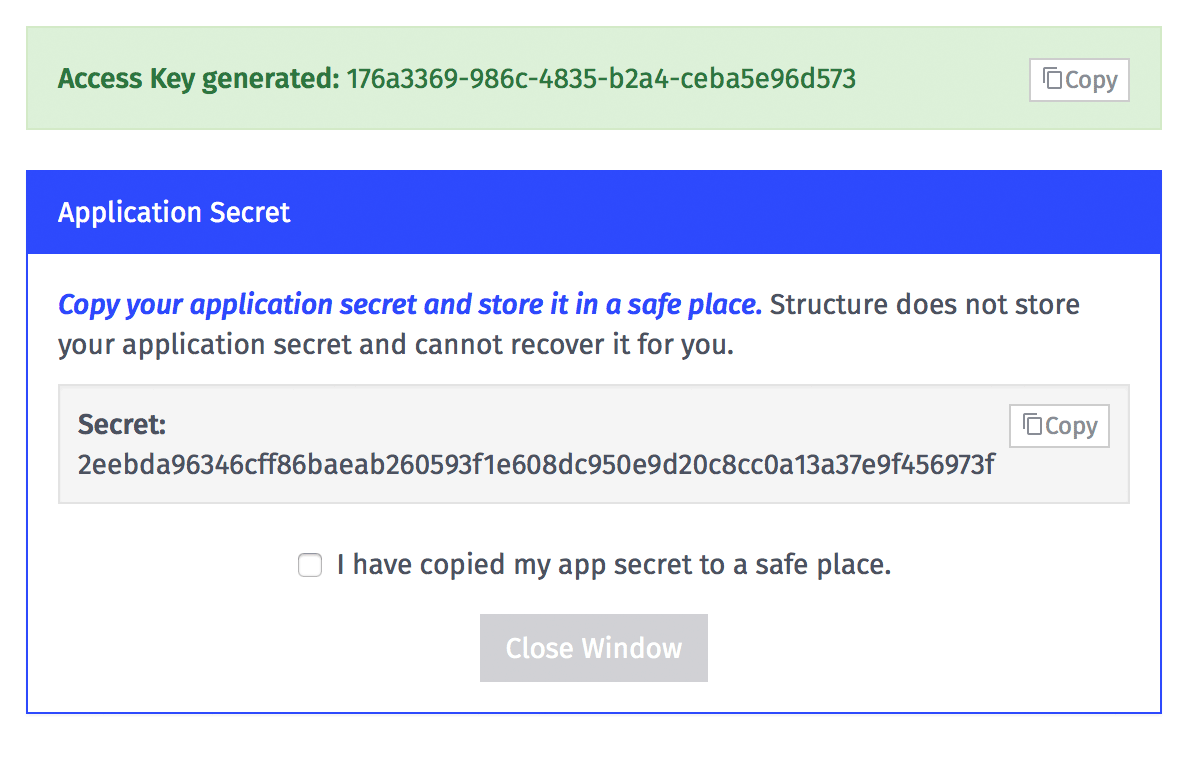 Access Key generated: 176a3369-986c-4835-b2a4-ceba5e96d573
Copy
Application Secret
Copy your application secret and store it in a safe place. Structure does not store
your application secret and cannot recover it for you.
Secret:
Copy
2eebda96346cff86baeab260593f1e608dc950e9d20c8cc0a13a37e9f456973f
I have copied my app secret to a safe place.
Close Window